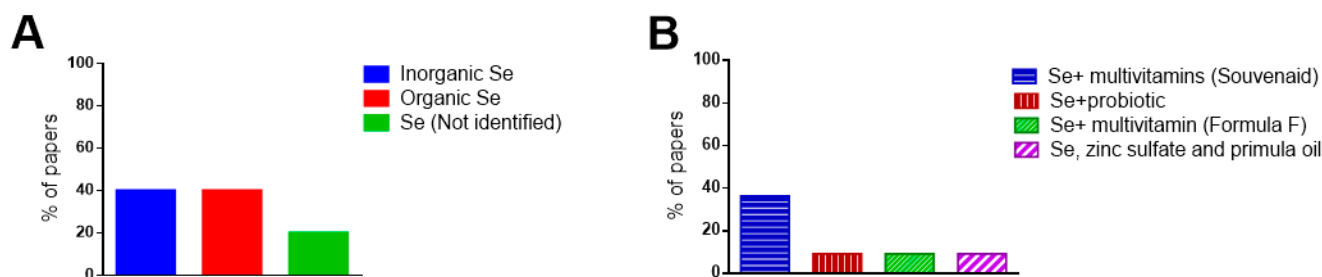 A
% of papers
100
80
60
40
20
0
Inorganic Se
Organic Se
Se (Not identified)
B
% of papers
100
80
60
40
20
0
Se+ multivitamins (Souvenaid)
Se+probiotic
Se+ multivitamin (Formula F)
Se, zinc sulfate and primula oil